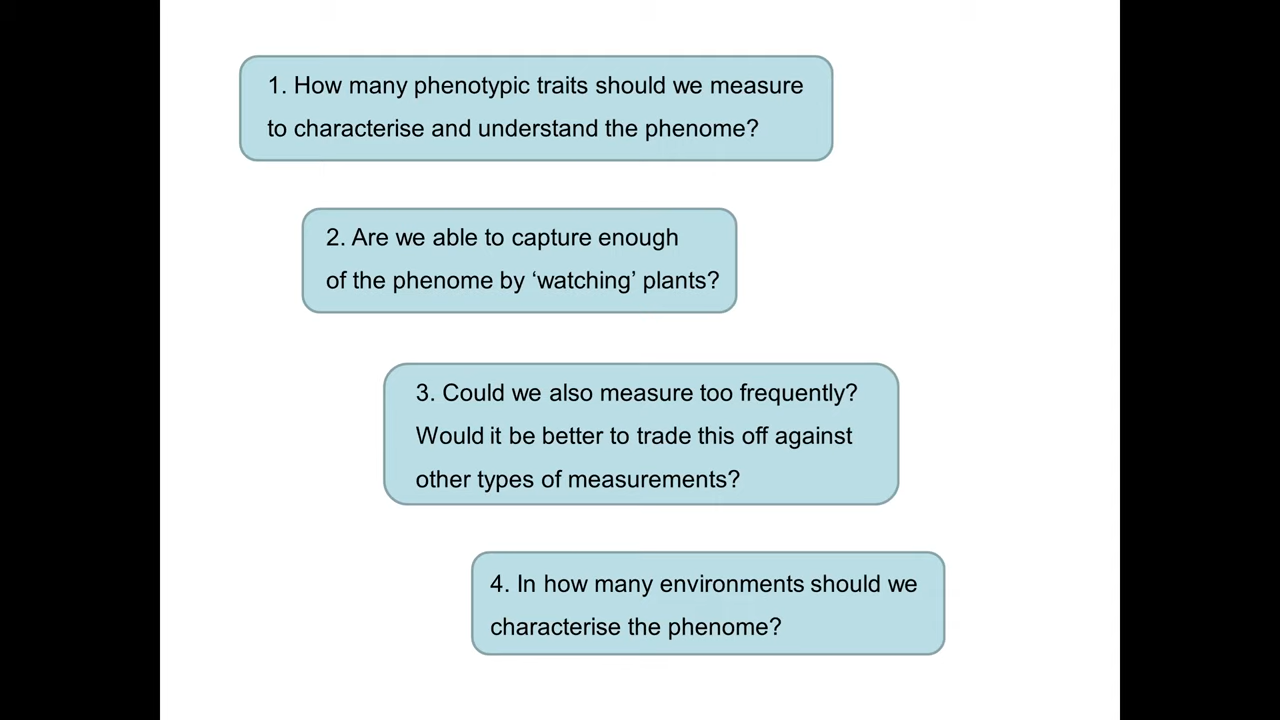 1. How many phenotypic traits should we measure
to characterise and understand the phenome?
2. Are we able to capture enough
of the phenome by ‘watching’ plants?
3. Could we also measure too frequently?
Would it be better to trade this off against
other types of measurements?
4. In how many environments should we
characterise the phenome?